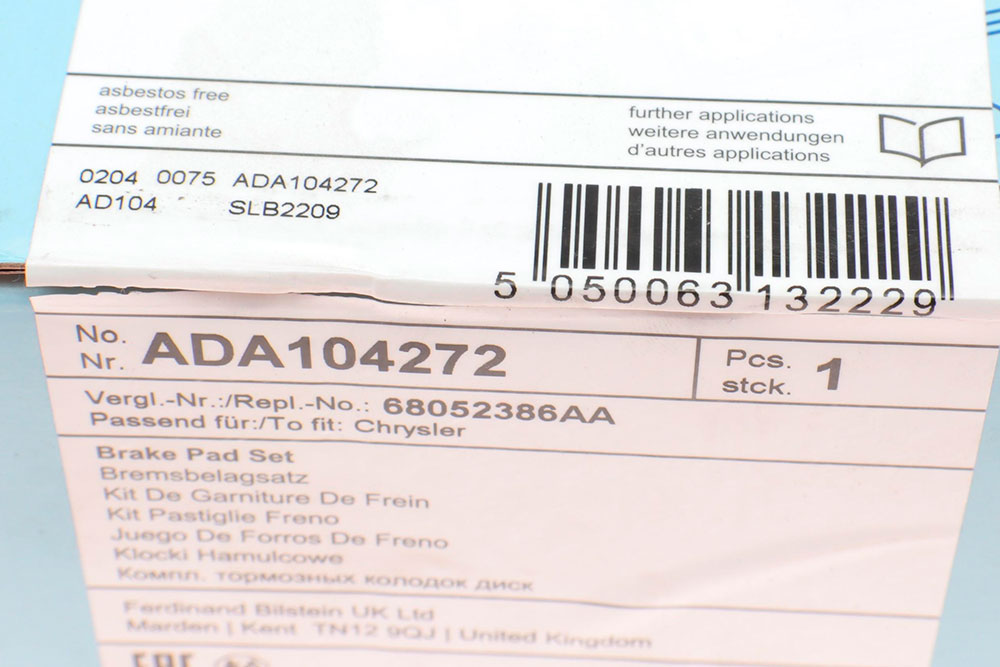 asbestos free
asbestfrei
sans amiante
further applications
weitere anwendungen
d'autres applications
0204 0075 ADA104272
AD104 SLB2209
5 050063 132229
No.
Nr. ADA104272
Pcs.
stck. 1
Vergl.-Nr.:/Repl.-No.: 68052386AA
Passend für:/To fit: Chrysler
Brake Pad Set
Bremsbelagsatz
Kit De Garniture De Frein
Kit Pastiglie Freno
Juego De Forros De Freno
Klocki Hamulcowe
Компл. тормозных колодок диск
Ferdinand Bilstein UK Ltd
Marden | Kent TN12 9QJ | United Kingdom